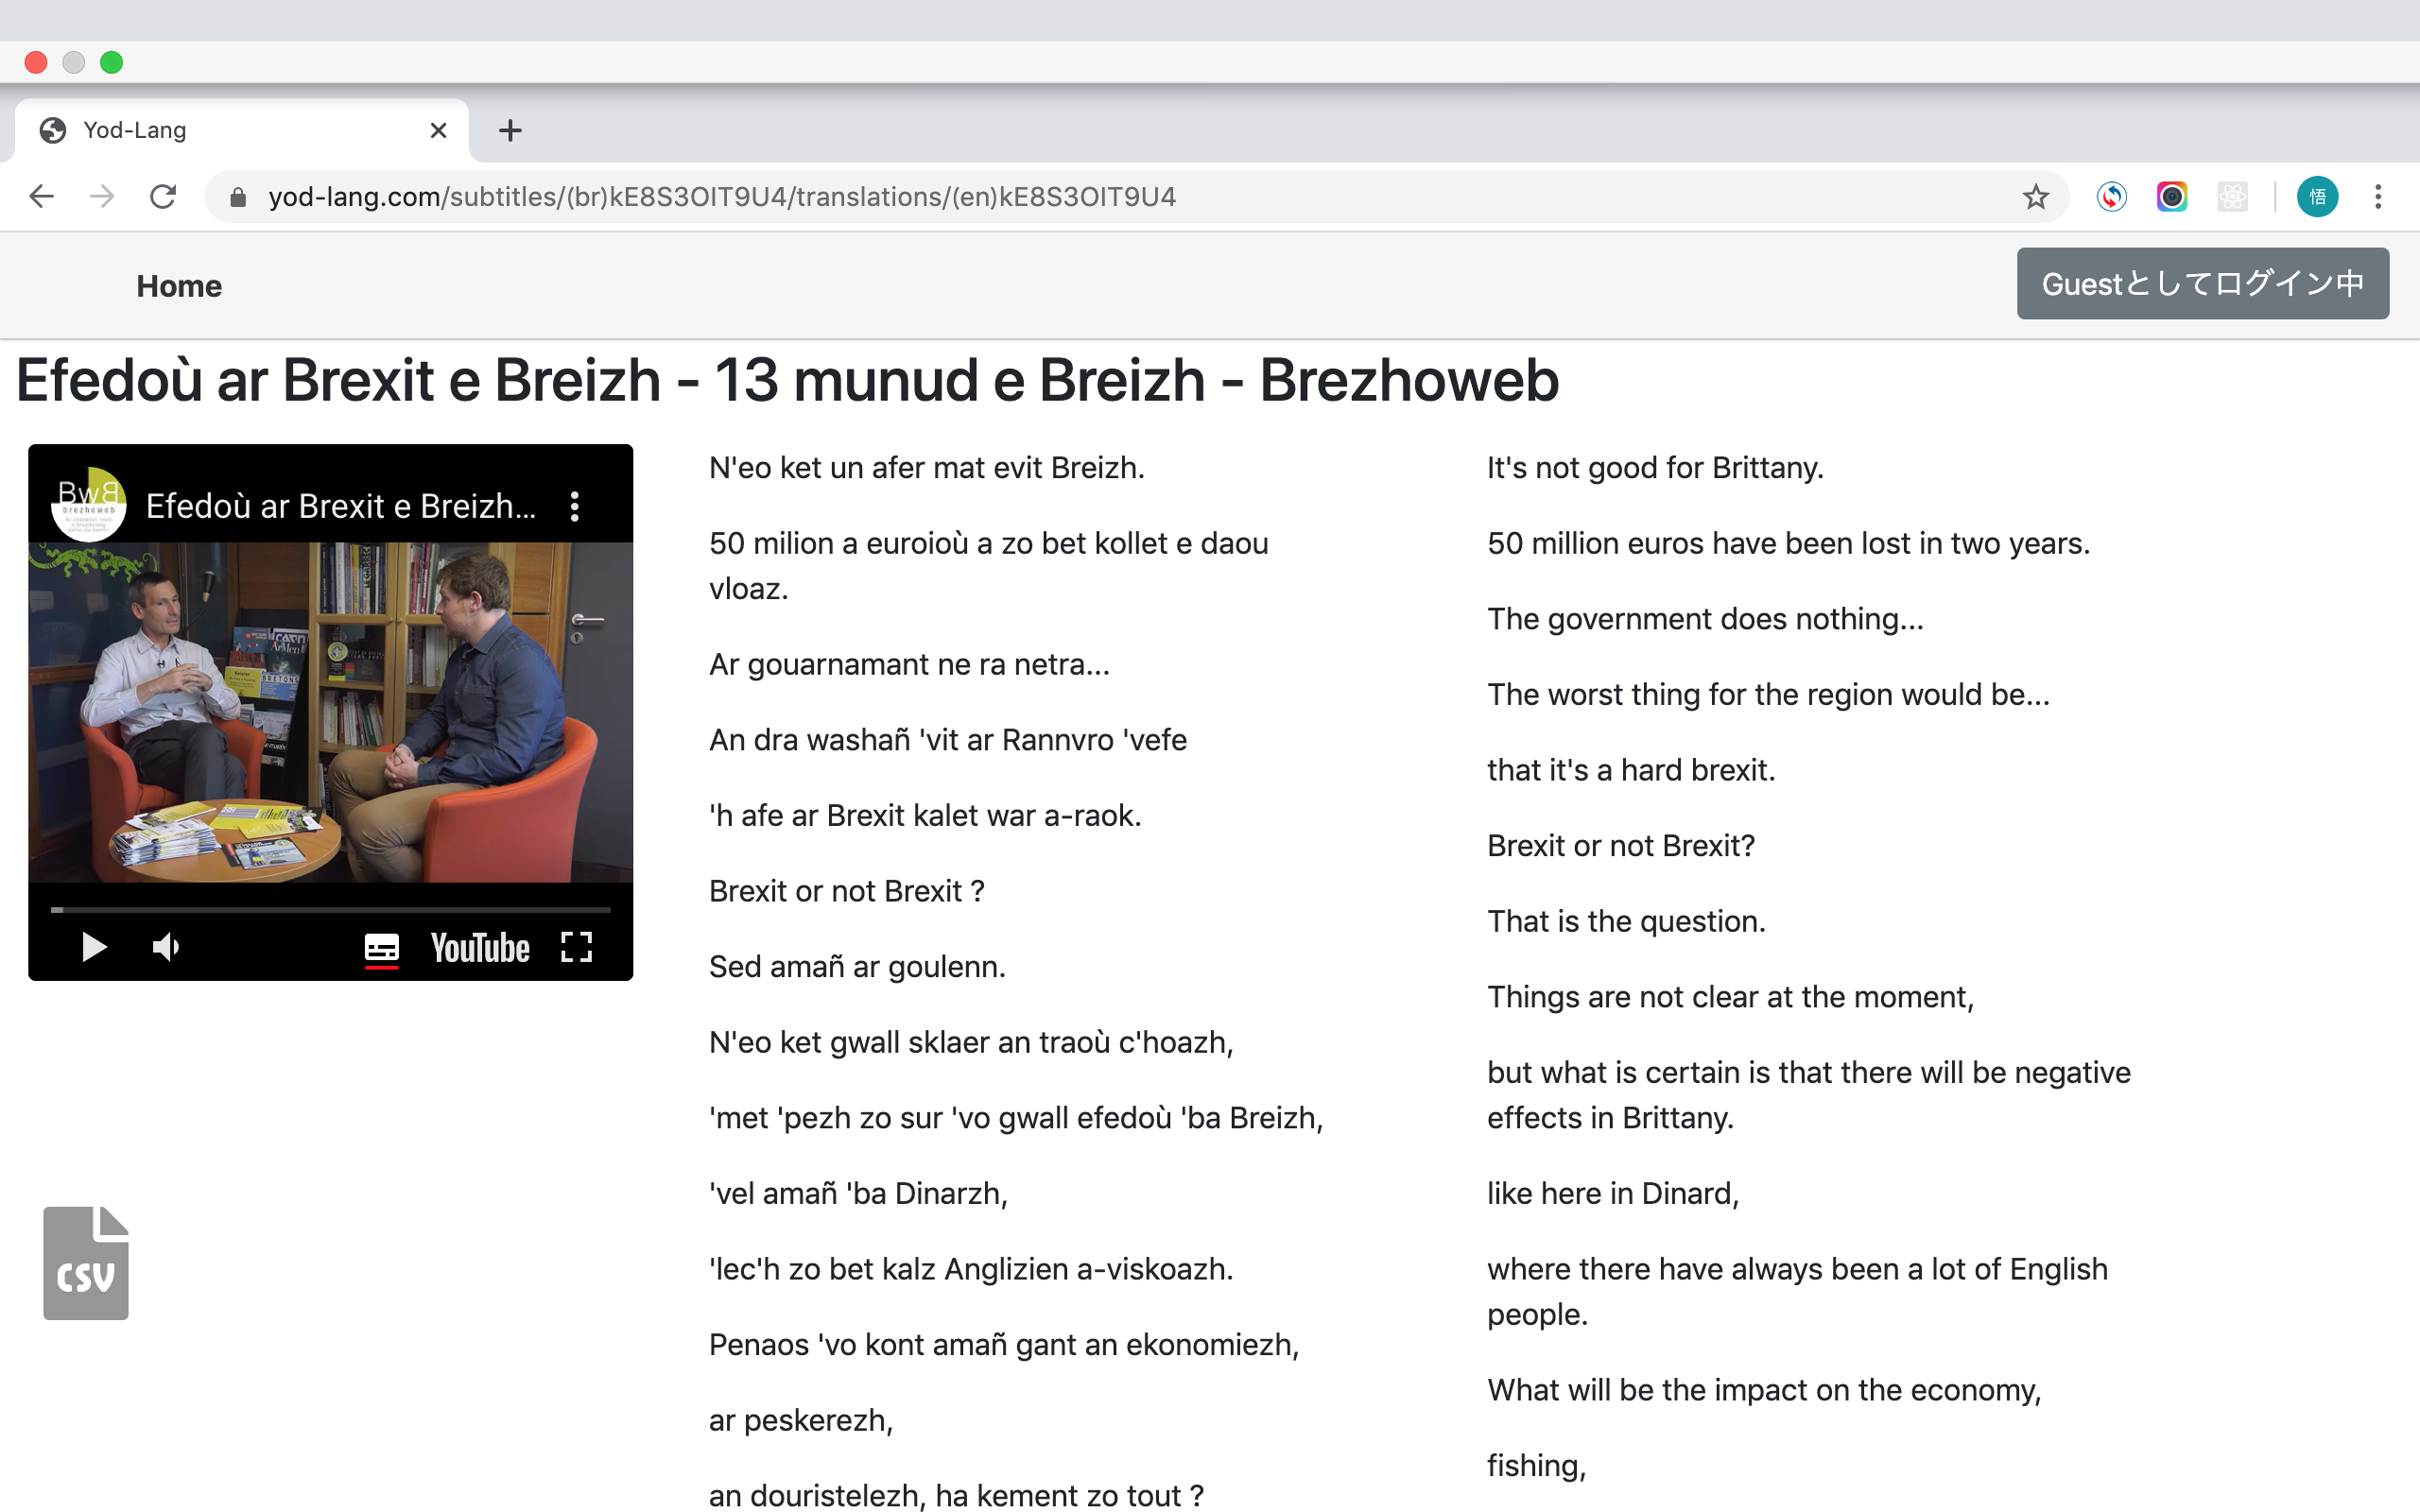 Yod-Lang
yod-lang.com/subtitles/(br)kE8S3OIT9U4/translations/(en)kE8S3OIT9U4
悟
Home
Guestとしてログイン中
Efedoù ar Brexit e Breizh - 13 munud e Breizh - Brezhoweb
BwB
brezhoweb
Efedoù ar Brexit e Breizh...
ArMen
BRETONS
YouTube
CSV
N'eo ket un afer mat evit Breizh.
50 milion a euroioù a zo bet kollet e daou
vloaz.
Ar gouarnamant ne ra netra...
An dra washañ 'vit ar Rannvro 'vefe
'h afe ar Brexit kalet war a-raok.
Brexit or not Brexit ?
Sed amañ ar goulenn.
N'eo ket gwall sklaer an traoù c'hoazh,
'met 'pezh zo sur 'vo gwall efedoù 'ba Breizh,
'vel amañ 'ba Dinarzh,
'lec'h zo bet kalz Anglizien a-viskoazh.
Penaos 'vo kont amañ gant an ekonomiezh,
ar peskerezh,
an douristelezh, ha kement zo tout ?
It's not good for Brittany.
50 million euros have been lost in two years.
The government does nothing...
The worst thing for the region would be...
that it's a hard brexit.
Brexit or not Brexit?
That is the question.
Things are not clear at the moment,
but what is certain is that there will be negative
effects in Brittany.
like here in Dinard,
where there have always been a lot of English
people.
What will be the impact on the economy,
fishing,